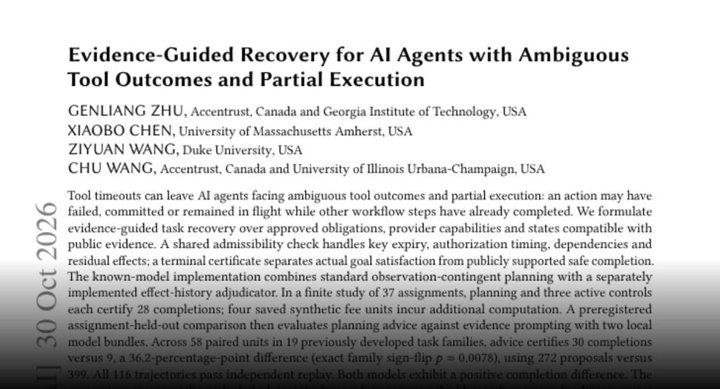 Evidence-Guided Recovery for AI Agents with Ambiguous
Tool Outcomes and Partial Execution
GENLIANG ZHU, Accentrust, Canada and Georgia Institute of Technology, USA
XIAOBO CHEN, University of Massachusetts Amherst, USA
ZIYUAN WANG, Duke University, USA
CHU WANG, Accentrust, Canada and University of Illinois Urbana-Champaign, USA
Tool timeouts can leave AI agents facing ambiguous tool outcomes and partial execution: an action may have
failed, committed or remained in flight while other workflow steps have already completed. We formulate
evidence-guided task recovery over approved obligations, provider capabilities and states compatible with
public evidence. A shared admissibility check handles key expiry, authorization timing, dependencies and
residual effects; a terminal certificate separates actual goal satisfaction from publicly supported safe completion.
The known-model implementation combines standard observation-contingent planning with a separately
implemented effect-history adjudicator. In a finite study of 37 assignments, planning and three active controls
each certify 28 completions; four saved synthetic fee units incur additional computation. A preregistered
assignment-held-out comparison then evaluates planning advice against evidence prompting with two local
model bundles. Across 58 paired units in 19 previously developed task families, advice certifies 30 completions
versus 9, a 36.2-percentage-point difference (exact family sign-flip p = 0.0078), using 272 proposals versus
399. All 116 trajectories pass independent replay. Both models exhibit a positive completion difference. The
30 Oct 2026